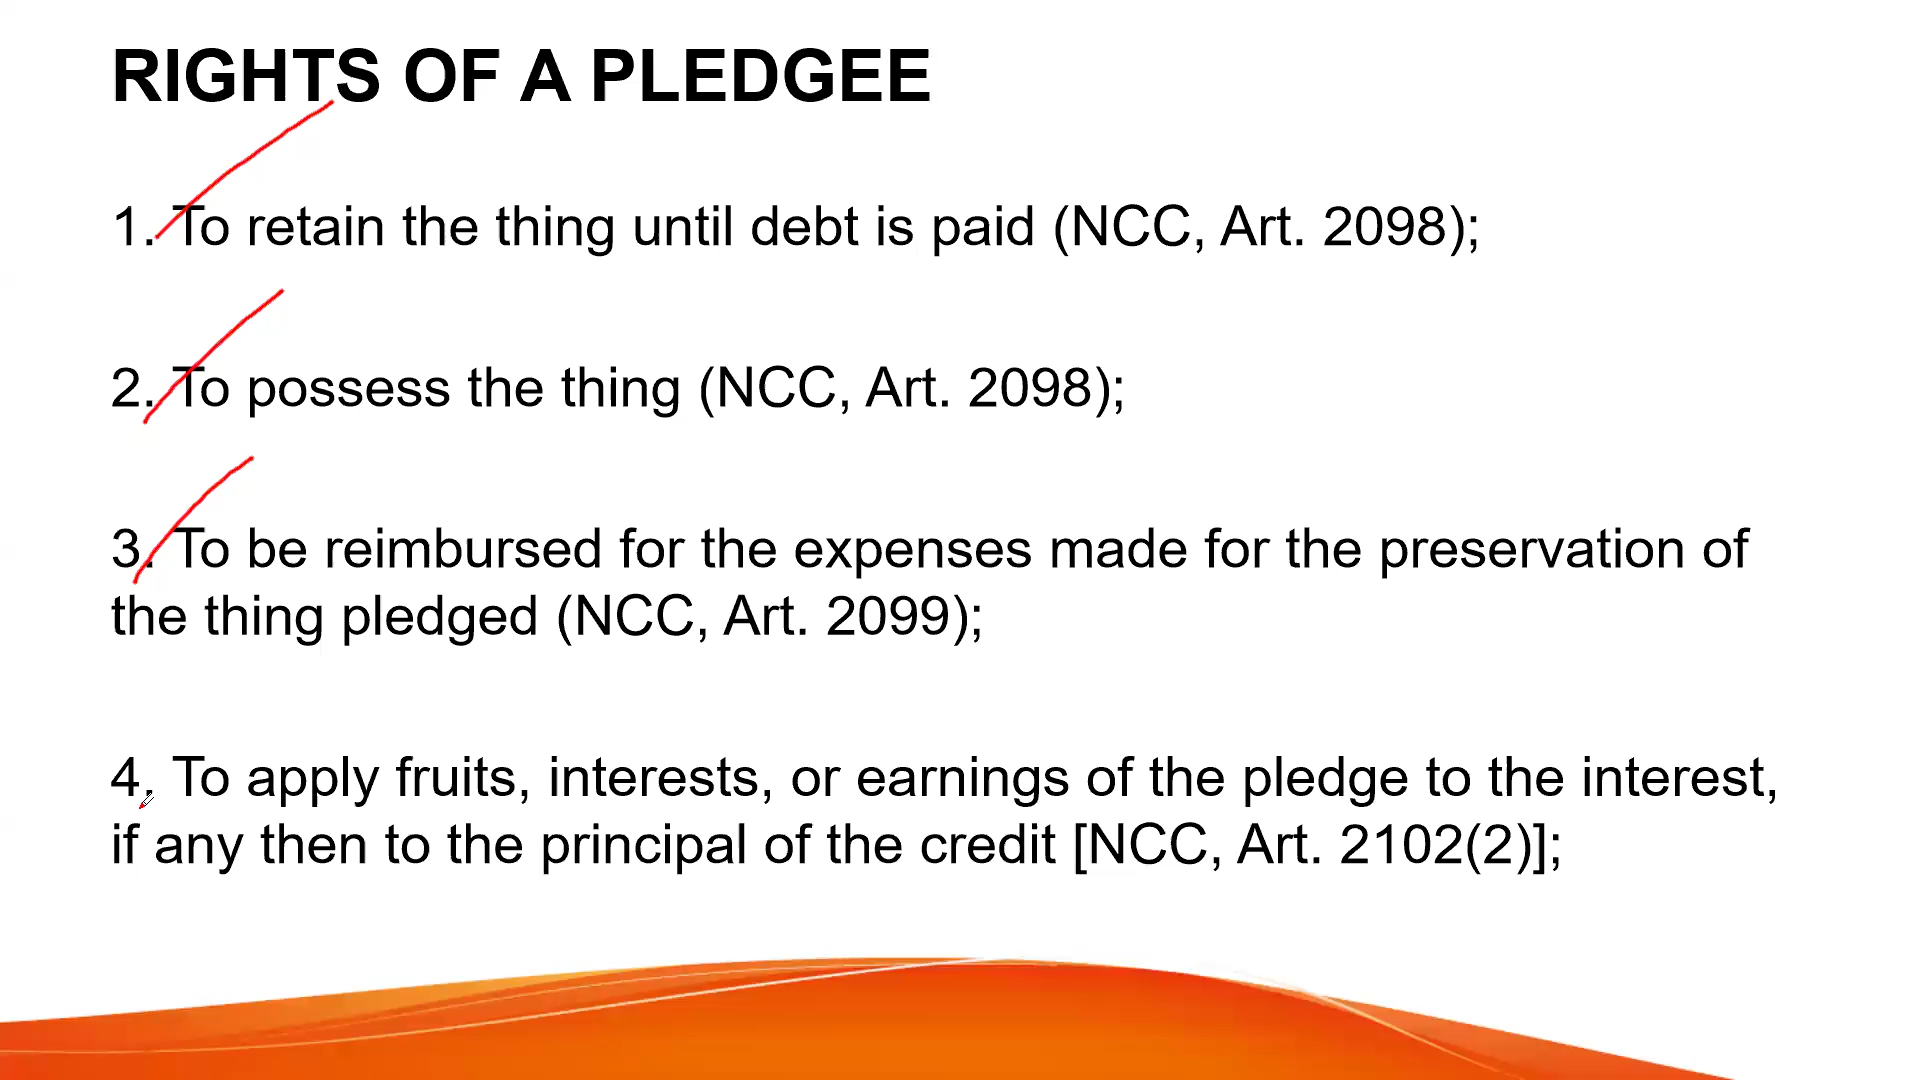 RIGHTS OF A PLEDGEE
1. To retain the thing until debt is paid (NCC, Art. 2098);
2. To possess the thing (NCC, Art. 2098);
3. To be reimbursed for the expenses made for the preservation of
the thing pledged (NCC, Art. 2099);
4. To apply fruits, interests, or earnings of the pledge to the interest,
if any then to the principal of the credit [NCC, Art. 2102(2)];